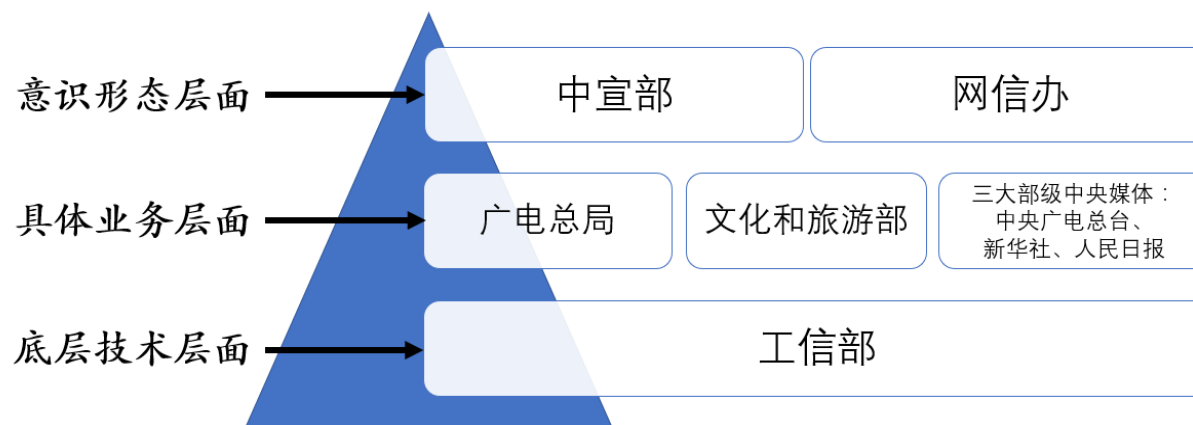 意识形态层面
中宣部
网信办
具体业务层面
广电总局
文化和旅游部
三大部级中央媒体：
中央广电总台、
新华社、人民日报
底层技术层面
工信部